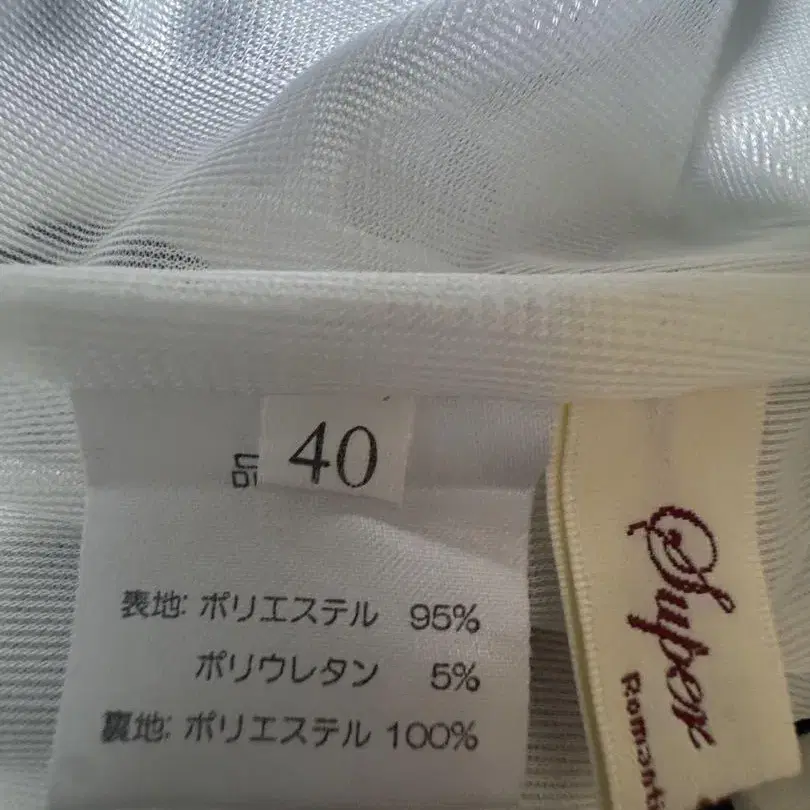 40
表地: ポリエステル 95%
ポリウレタン 5%
裏地: ポリエステル 100%
Super
Romanti